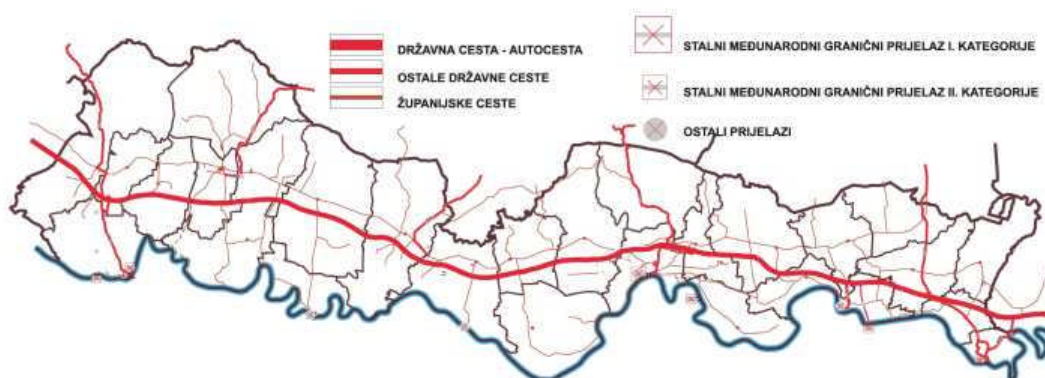 DRŽAVNA CESTA - AUTOCESTA
OSTALE DRŽAVNE CESTE
ŽUPANIJSKE CESTE
STALNI MEĐUNARODNI GRANIČNI PRIJELAZ I. KATEGORIJE
STALNI MEĐUNARODNI GRANIČNI PRIJELAZ II. KATEGORIJE
OSTALI PRIJELAZI